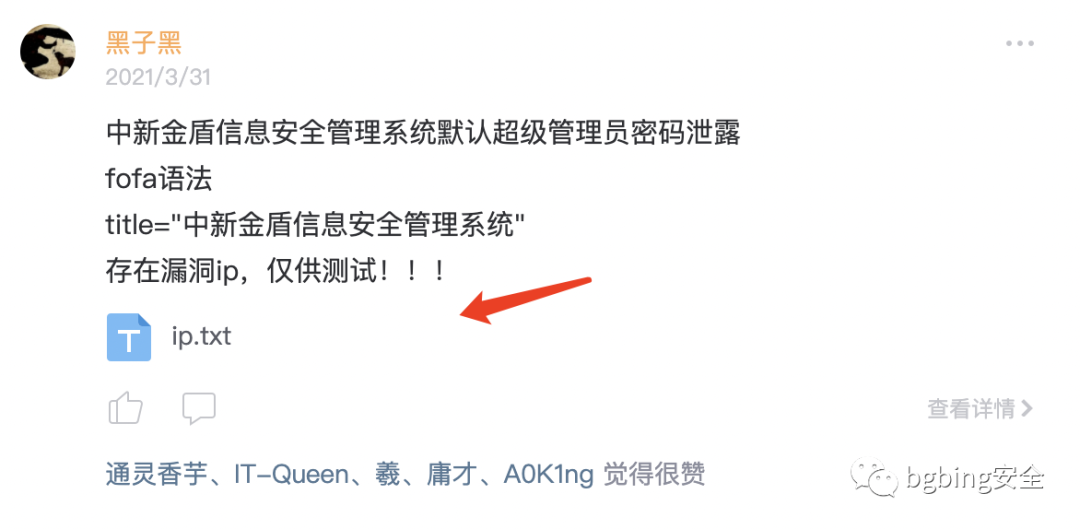 黑子黑
2021/3/31
中新金盾信息安全管理系统默认超级管理员密码泄露
fofa语法
title="中新金盾信息安全管理系统"
存在漏洞ip，仅供测试！！！
T
ip.txt
查看详情
通灵香芋、IT-Queen、羲、庸才、A0K1ng 觉得很赞
bgbing安全